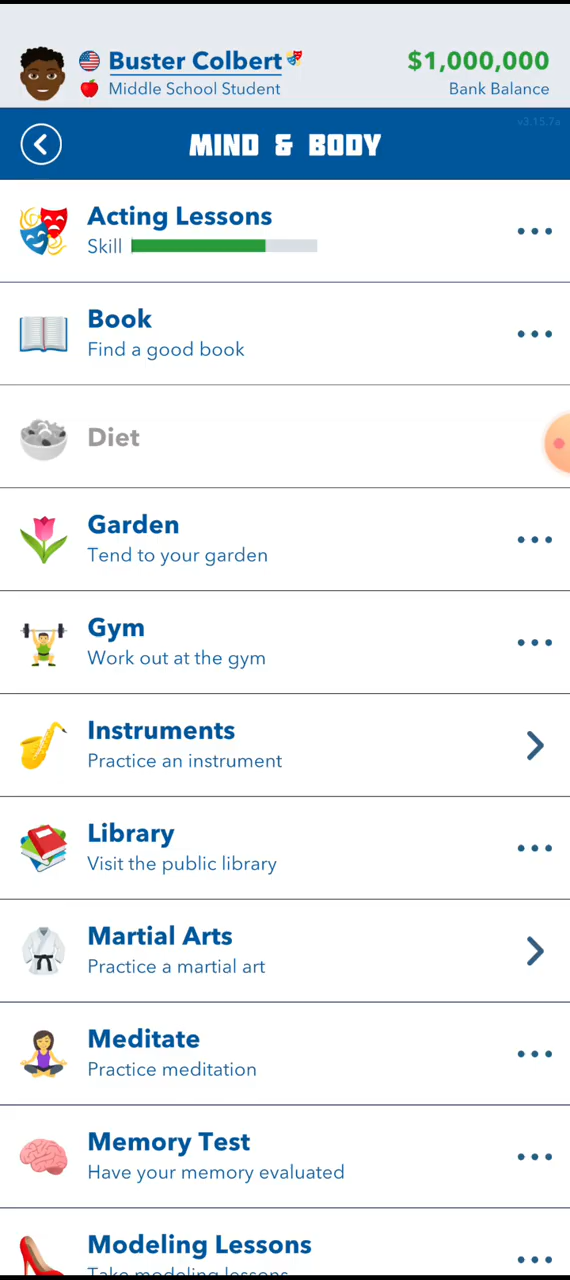 Buster Colbert
$1,000,000
Middle School Student
Bank Balance
v3.15.7a
MIND & BODY
Acting Lessons
Skill
Book
Find a good book
Diet
Garden
Tend to your garden
Gym
Work out at the gym
Instruments
Practice an instrument
Library
Visit the public library
Martial Arts
Practice a martial art
Meditate
Practice meditation
Memory Test
Have your memory evaluated
Modeling Lessons
Take modeling lessons